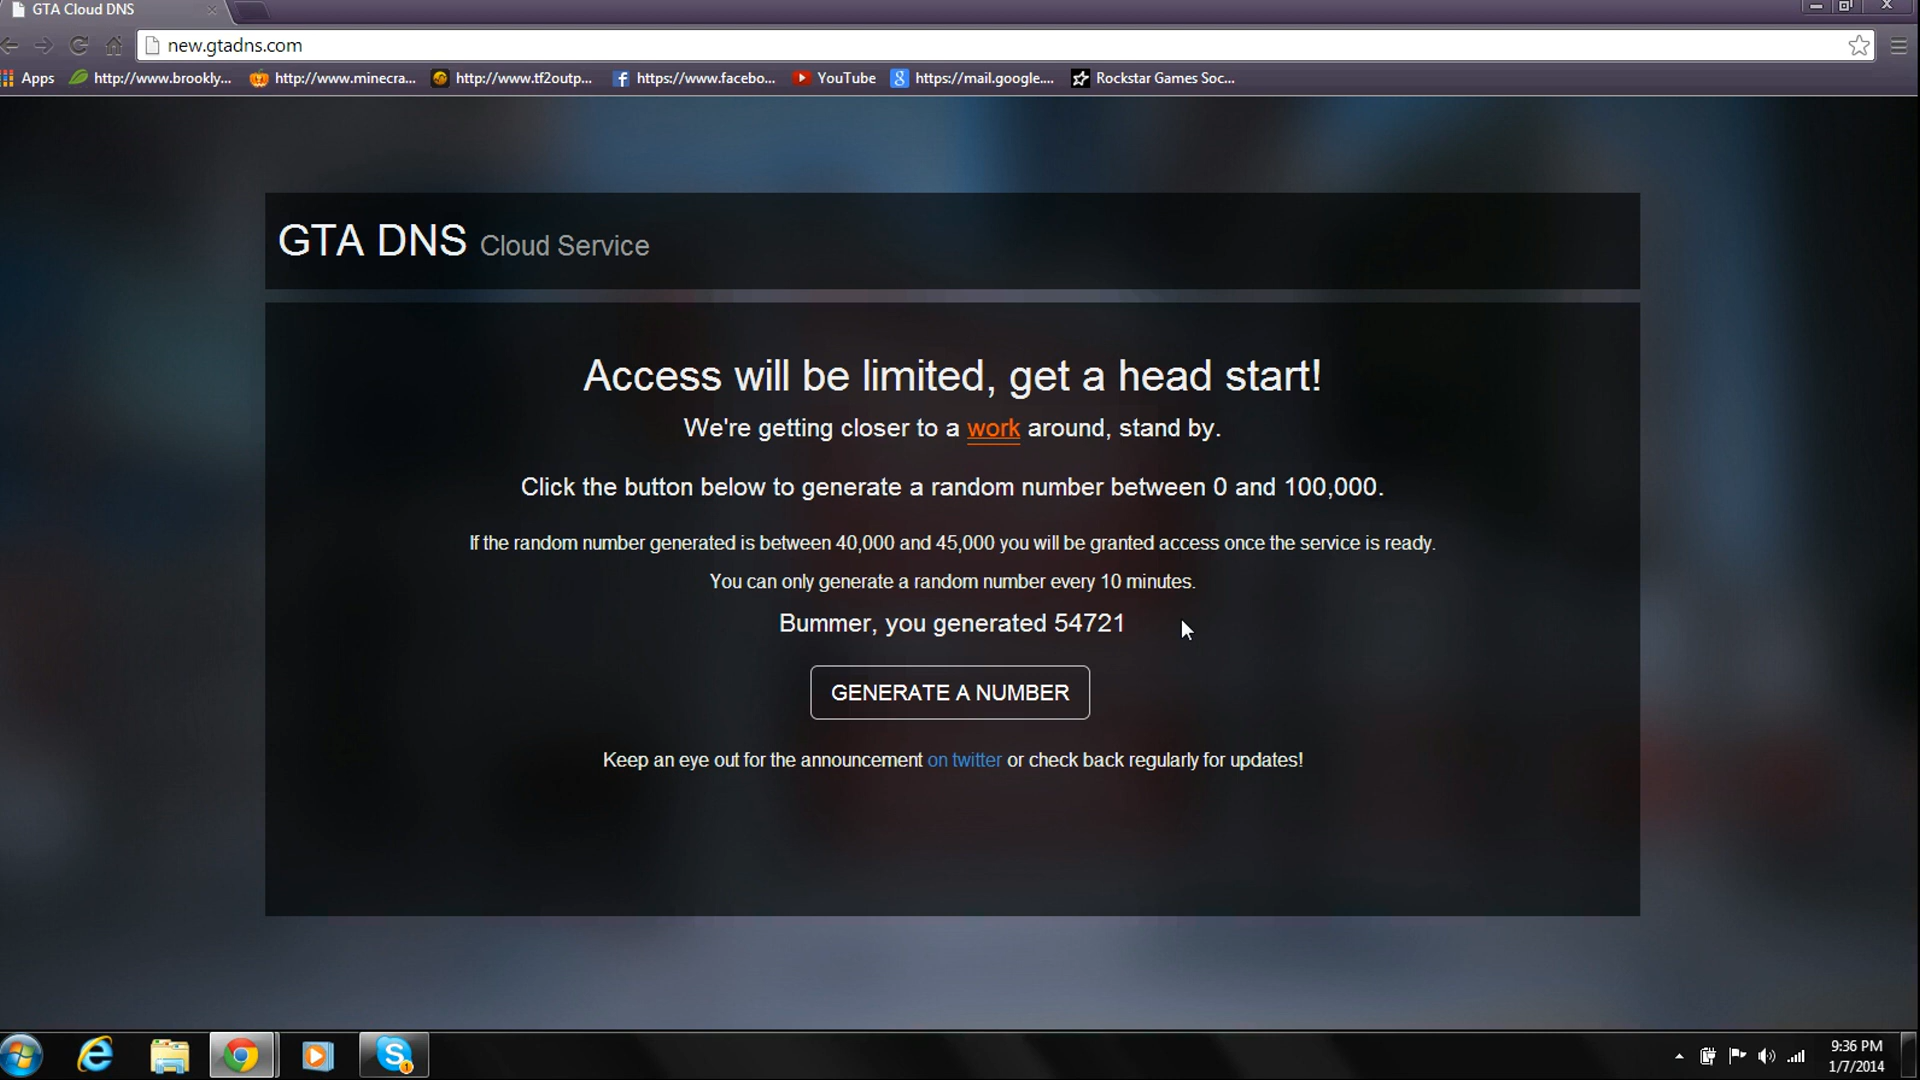 GTA Cloud DNS
new.gtadns.com
Apps http://www.brookly... http://www.minecra... http://www.tf2outp... https://www.facebo... YouTube https://mail.google.... Rockstar Games Soc...
GTA DNS Cloud Service
Access will be limited, get a head start!
We're getting closer to a work around, stand by.
Click the button below to generate a random number between 0 and 100,000.
If the random number generated is between 40,000 and 45,000 you will be granted access once the service is ready.
You can only generate a random number every 10 minutes.
Bummer, you generated 54721
GENERATE A NUMBER
Keep an eye out for the announcement on twitter or check back regularly for updates!
9:36 PM
1/7/2014